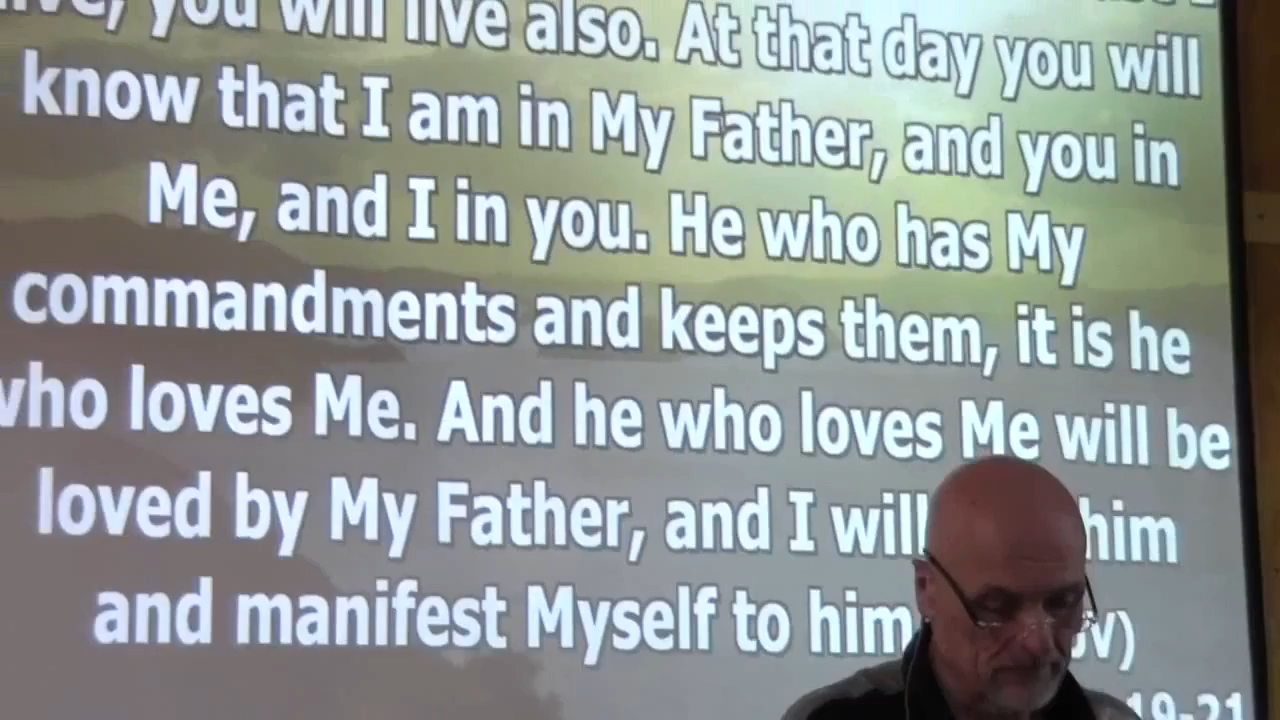 you will live also. At that day you will
know that I am in My Father, and you in
Me, and I in you. He who has My
commandments and keeps them, it is he
who loves Me. And he who loves Me will be
loved by My Father, and I will him
and manifest Myself to him
19-21